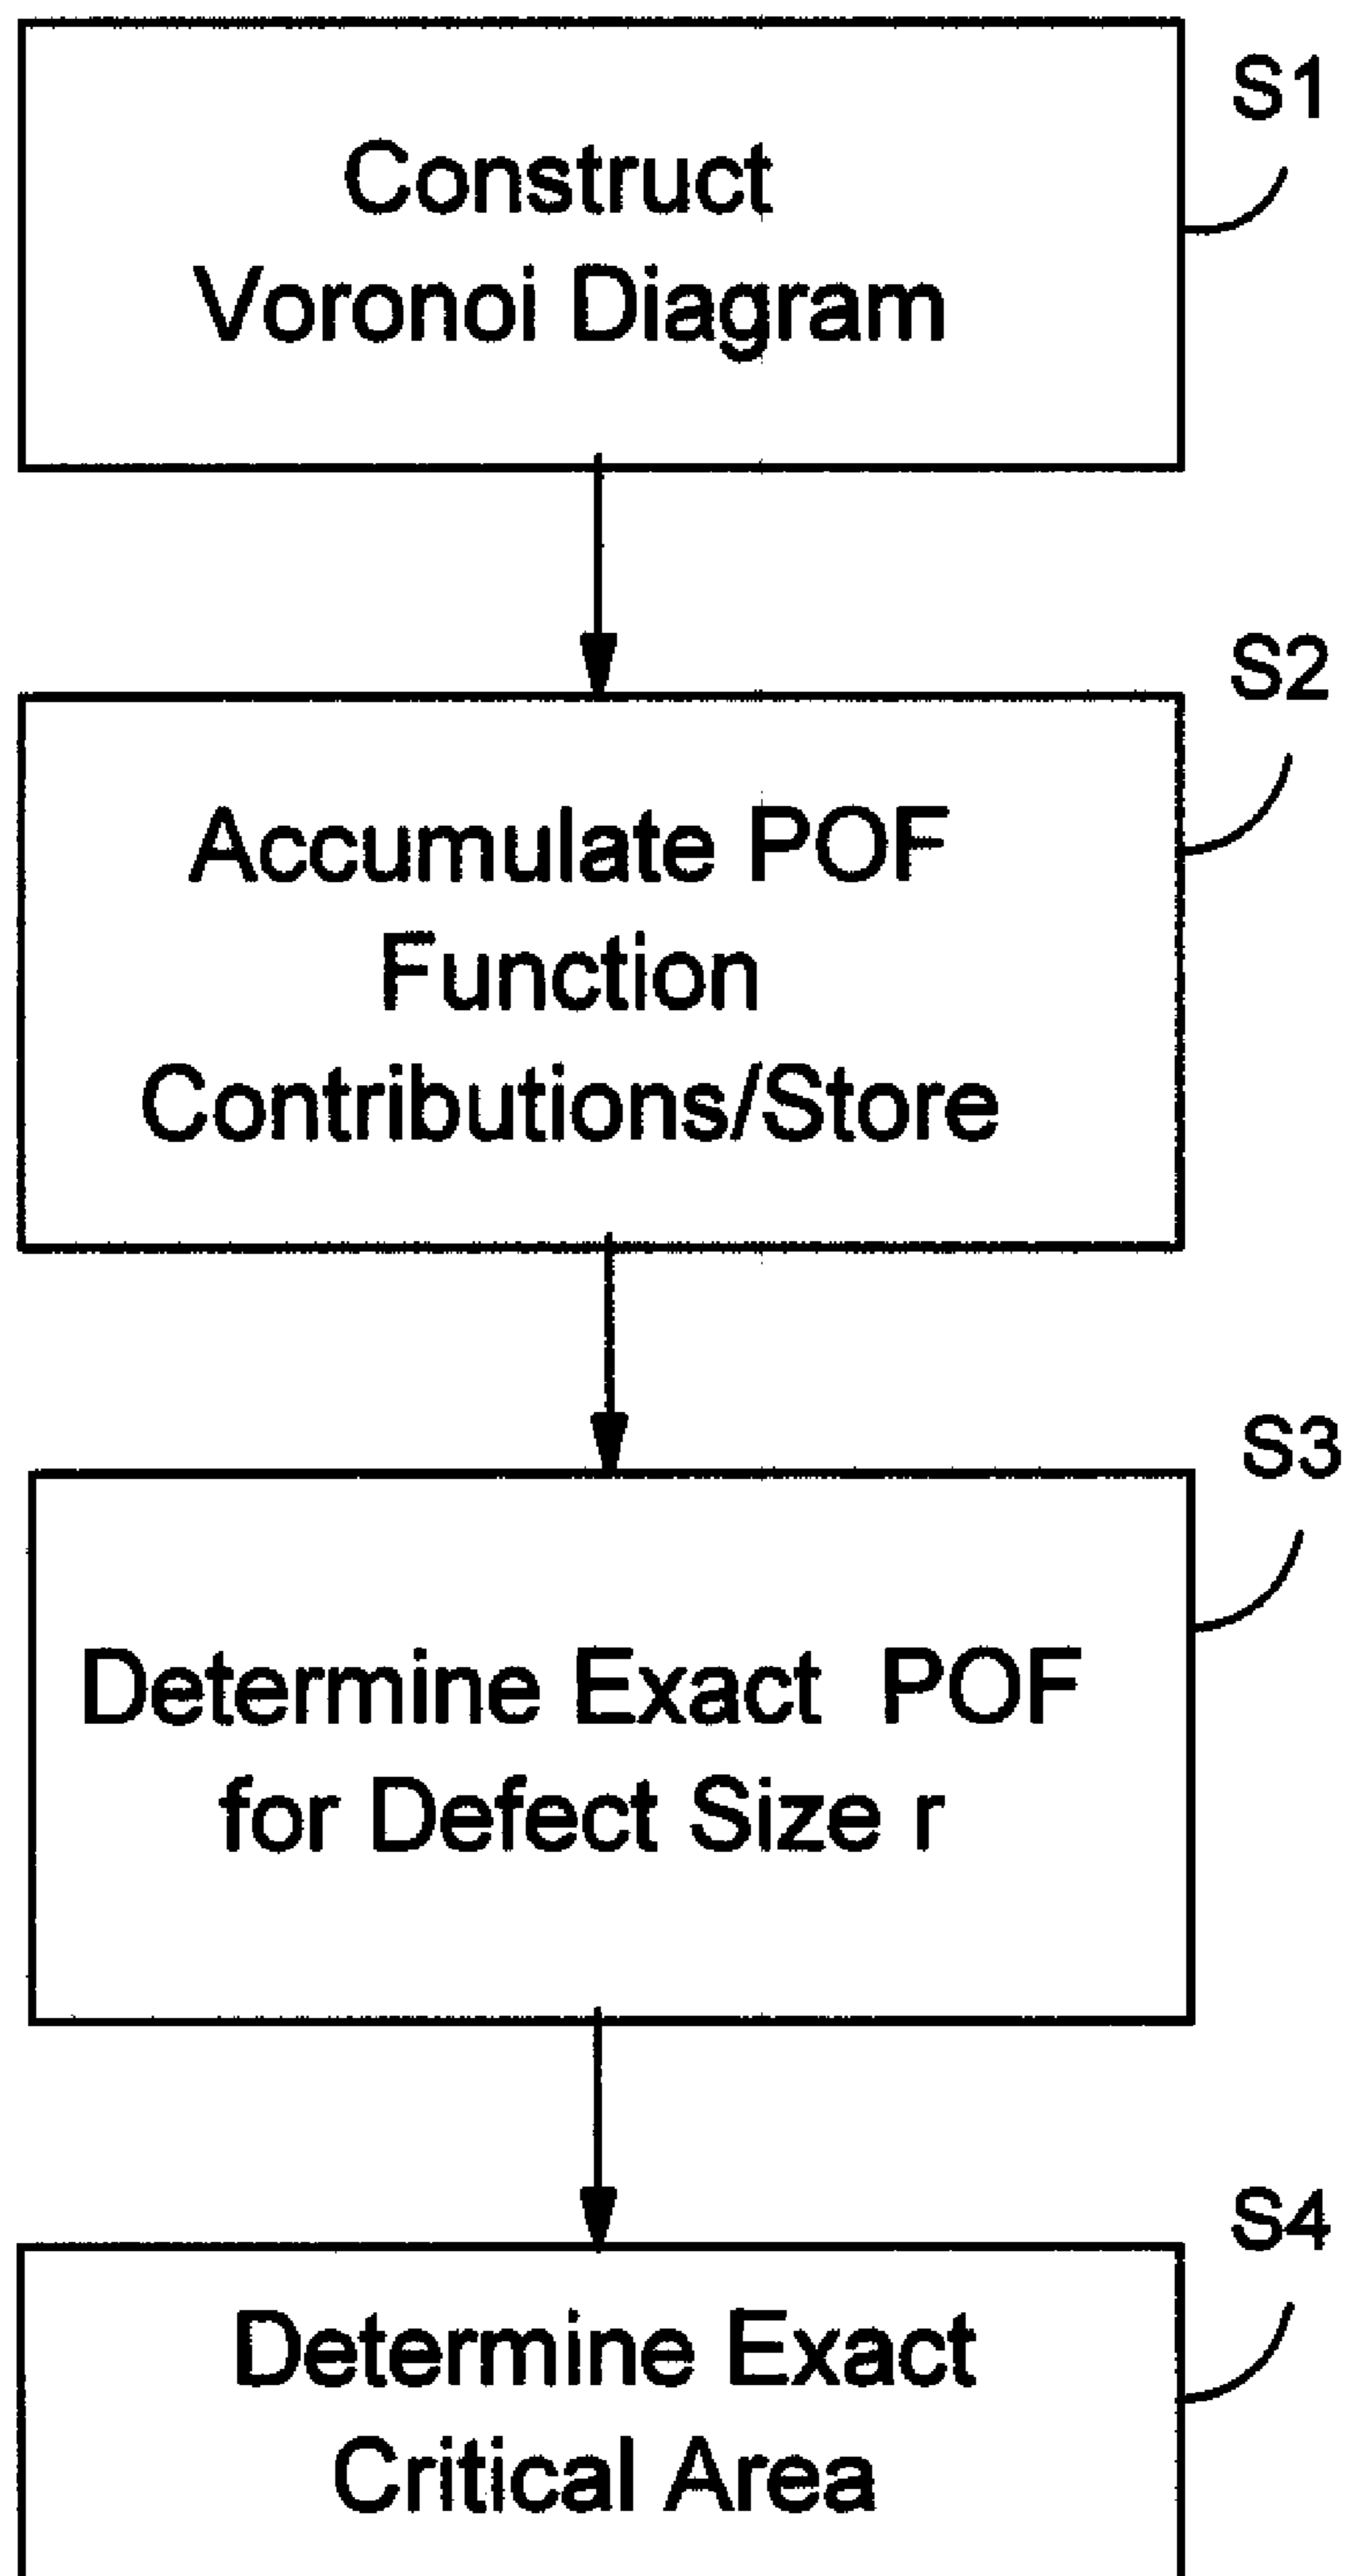 S1
Construct
Voronoi Diagram
S2
Accumulate POF
Function
Contributions/Store
S3
Determine Exact POF
for Defect Size r
S4
Determine Exact
Critical Area